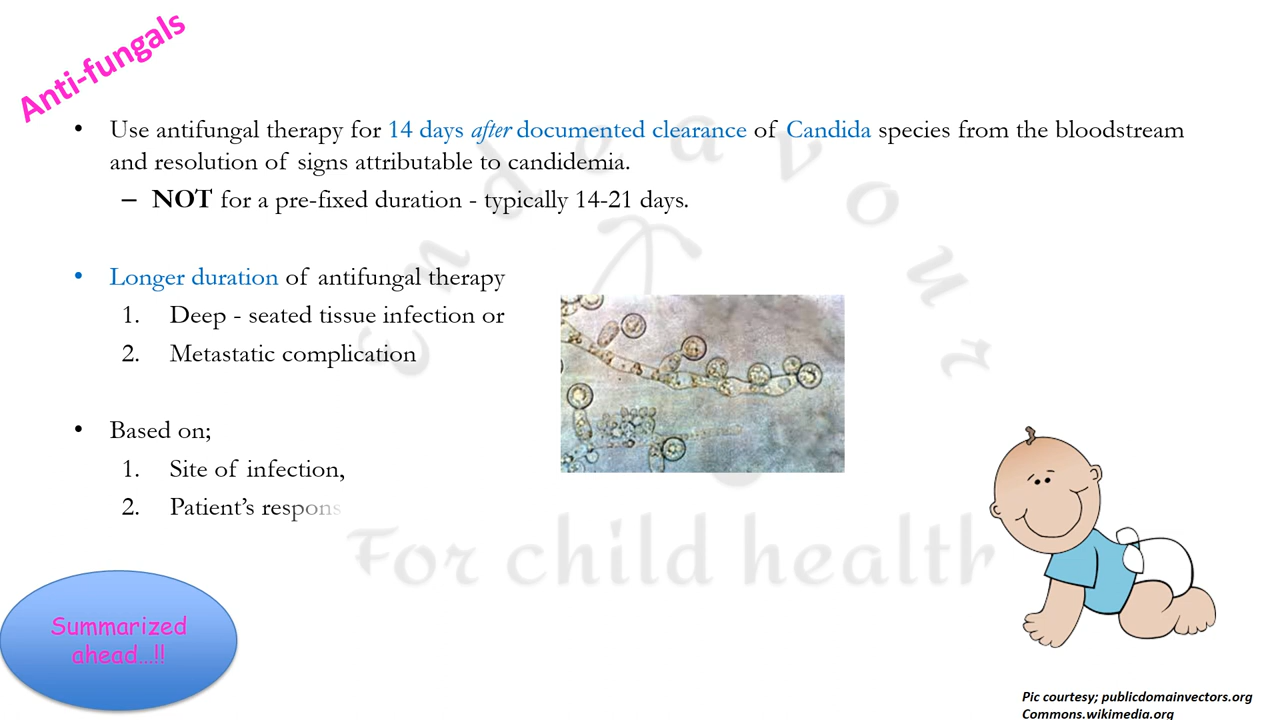 Anti-fungals
• Use antifungal therapy for 14 days after documented clearance of Candida species from the bloodstream
and resolution of signs attributable to candidemia.
– NOT for a pre-fixed duration - typically 14-21 days.
• Longer duration of antifungal therapy
1. Deep - seated tissue infection or
2. Metastatic complication
• Based on;
1. Site of infection,
2. Patient's respons
Endeavour
For child health
Summarized
ahead...!!
Pic courtesy; publicdomainvectors.org
Commons.wikimedia.org